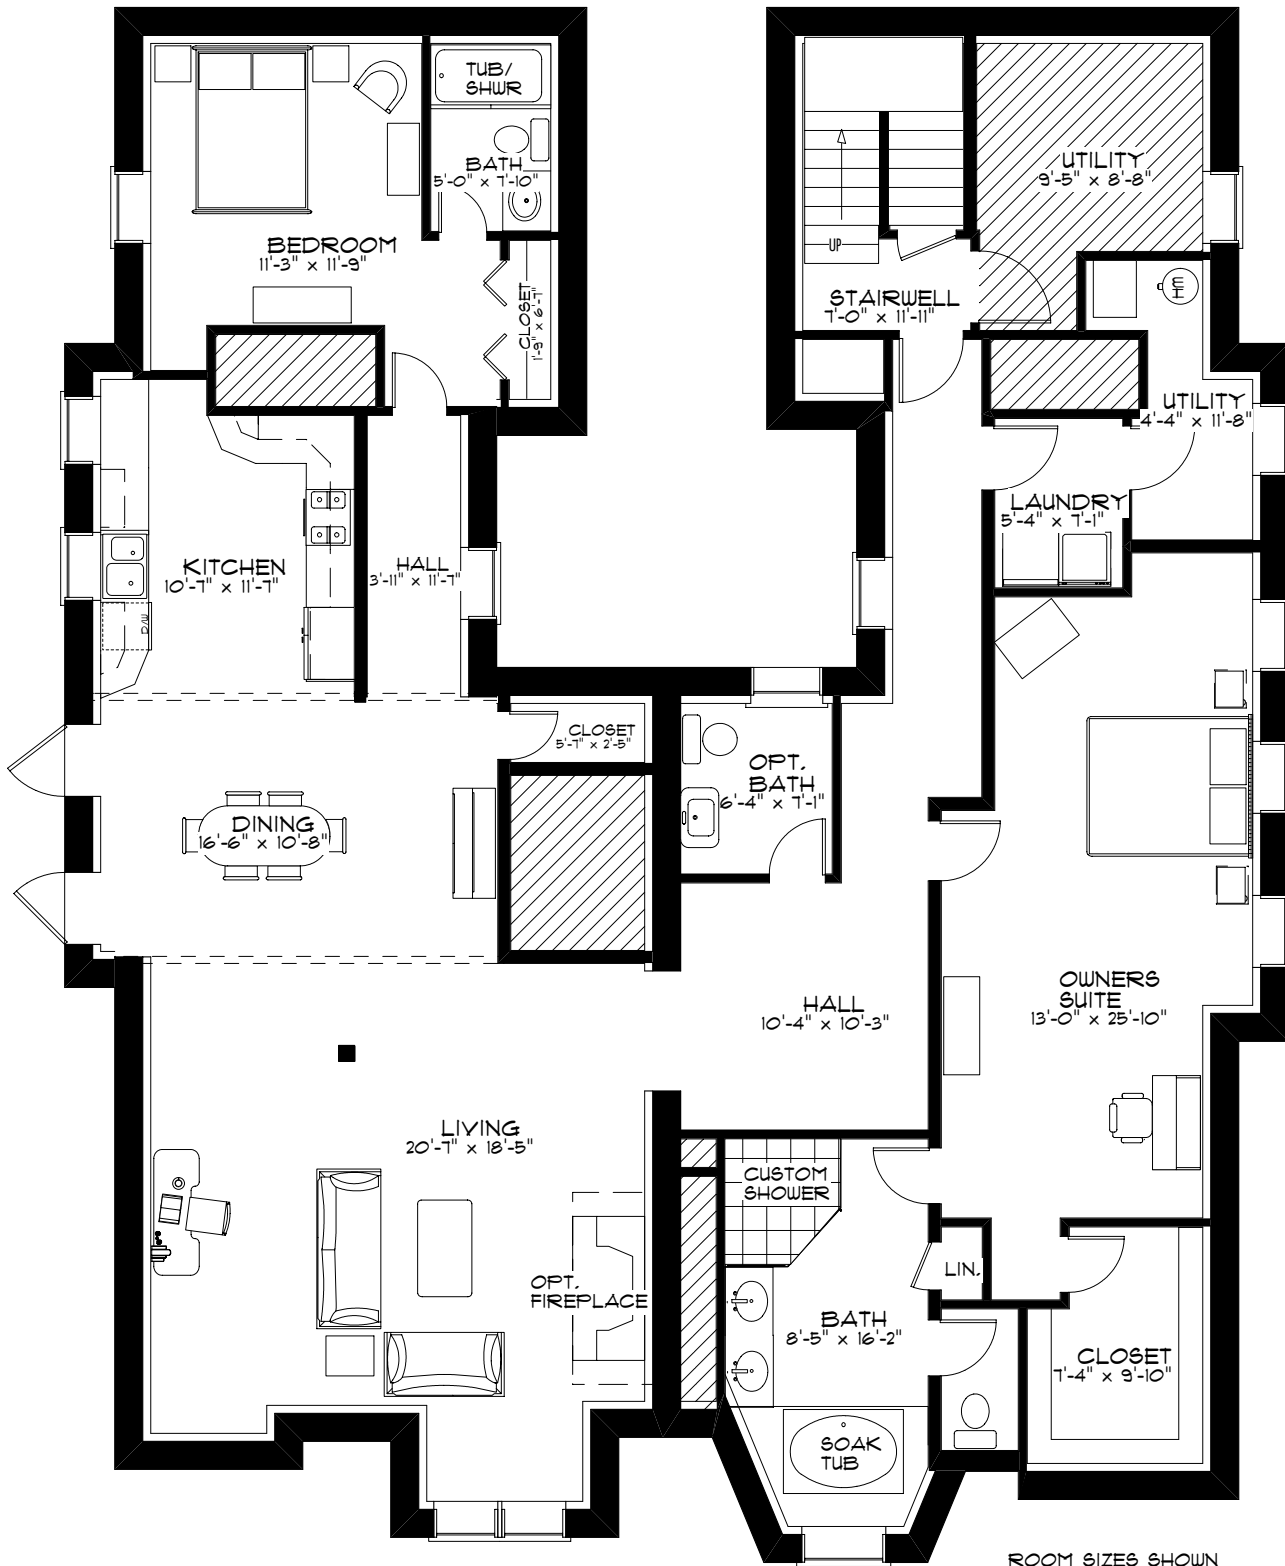 TUB/
SHWR
BATH
5'-0" x 7'-10"
UTILITY
9'-5" x 8'-8"
BEDROOM
11'-3" x 11'-9"
UP
CLOSET
1'-9" x 6'-7"
STAIRWELL
7'-0" x 11'-11"
HW
UTILITY
4'-4" x 11'-8"
LAUNDRY
5'-4" x 7'-1"
KITCHEN
10'-7" x 11'-7"
HALL
3'-11" x 11'-7"
D/W
CLOSET
5'-7" x 2'-5"
OPT.
BATH
6'-4" x 7'-1"
DINING
16'-6" x 10'-8"
OWNERS
SUITE
13'-0" x 25'-10"
HALL
10'-4" x 10'-3"
LIVING
20'-7" x 18'-5"
CUSTOM
SHOWER
LIN.
OPT.
FIREPLACE
BATH
8'-5" x 16'-2"
CLOSET
7'-4" x 9'-10"
SOAK
TUB
ROOM SIZES SHOWN